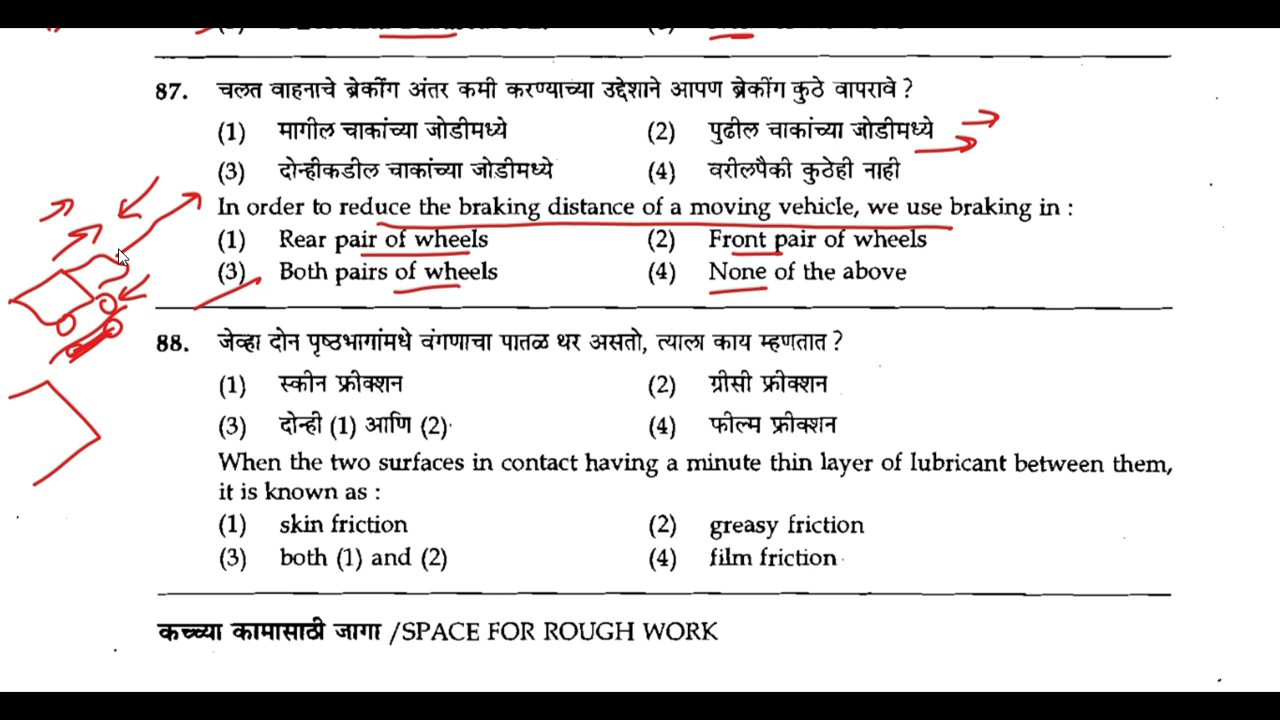 87. चलत वाहनाचे ब्रेकींग अंतर कमी करण्याच्या उद्देशाने आपण ब्रेकींग कुठे वापरावे ?
(1) मागील चाकांच्या जोडीमध्ये (2) पुढील चाकांच्या जोडीमध्ये
(3) दोन्हीकडील चाकांच्या जोडीमध्ये (4) वरीलपैकी कुठेही नाही
In order to reduce the braking distance of a moving vehicle, we use braking in :
(1) Rear pair of wheels (2) Front pair of wheels
(3) Both pairs of wheels (4) None of the above
88. जेव्हा दोन पृष्ठभागांमधे वंगणाचा पातळ थर असतो, त्याला काय म्हणतात ?
(1) स्कीन फ्रीक्शन (2) ग्रीसी फ्रीक्शन
(3) दोन्ही (1) आणि (2) (4) फील्म फ्रीक्शन
When the two surfaces in contact having a minute thin layer of lubricant between them,
it is known as :
(1) skin friction (2) greasy friction
(3) both (1) and (2) (4) film friction
कच्च्या कामासाठी जागा /SPACE FOR ROUGH WORK